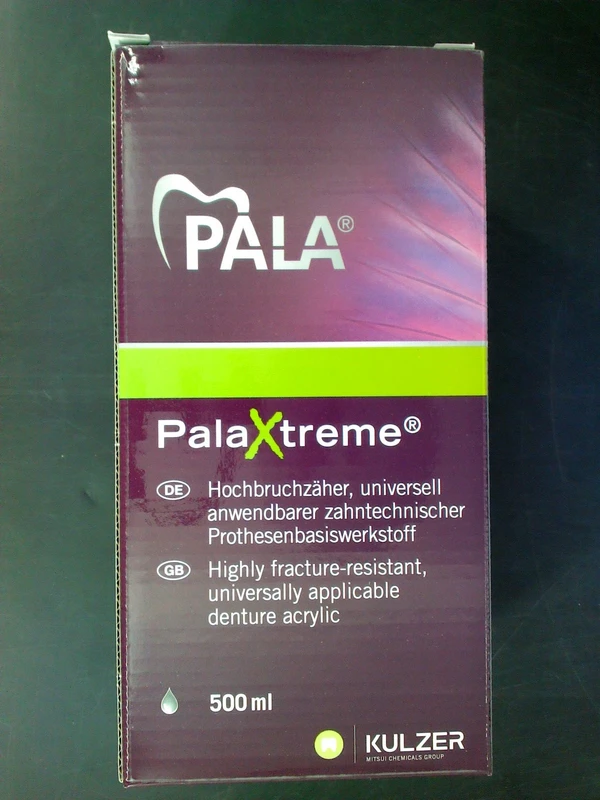 PALA®
PalaXtreme®
DE Hochbruchzäher, universell
anwendbarer zahntechnischer
Prothesenbasiswerkstoff
GB Highly fracture-resistant,
universally applicable
denture acrylic
500 ml
KULZER
MITSUI CHEMICALS GROUP